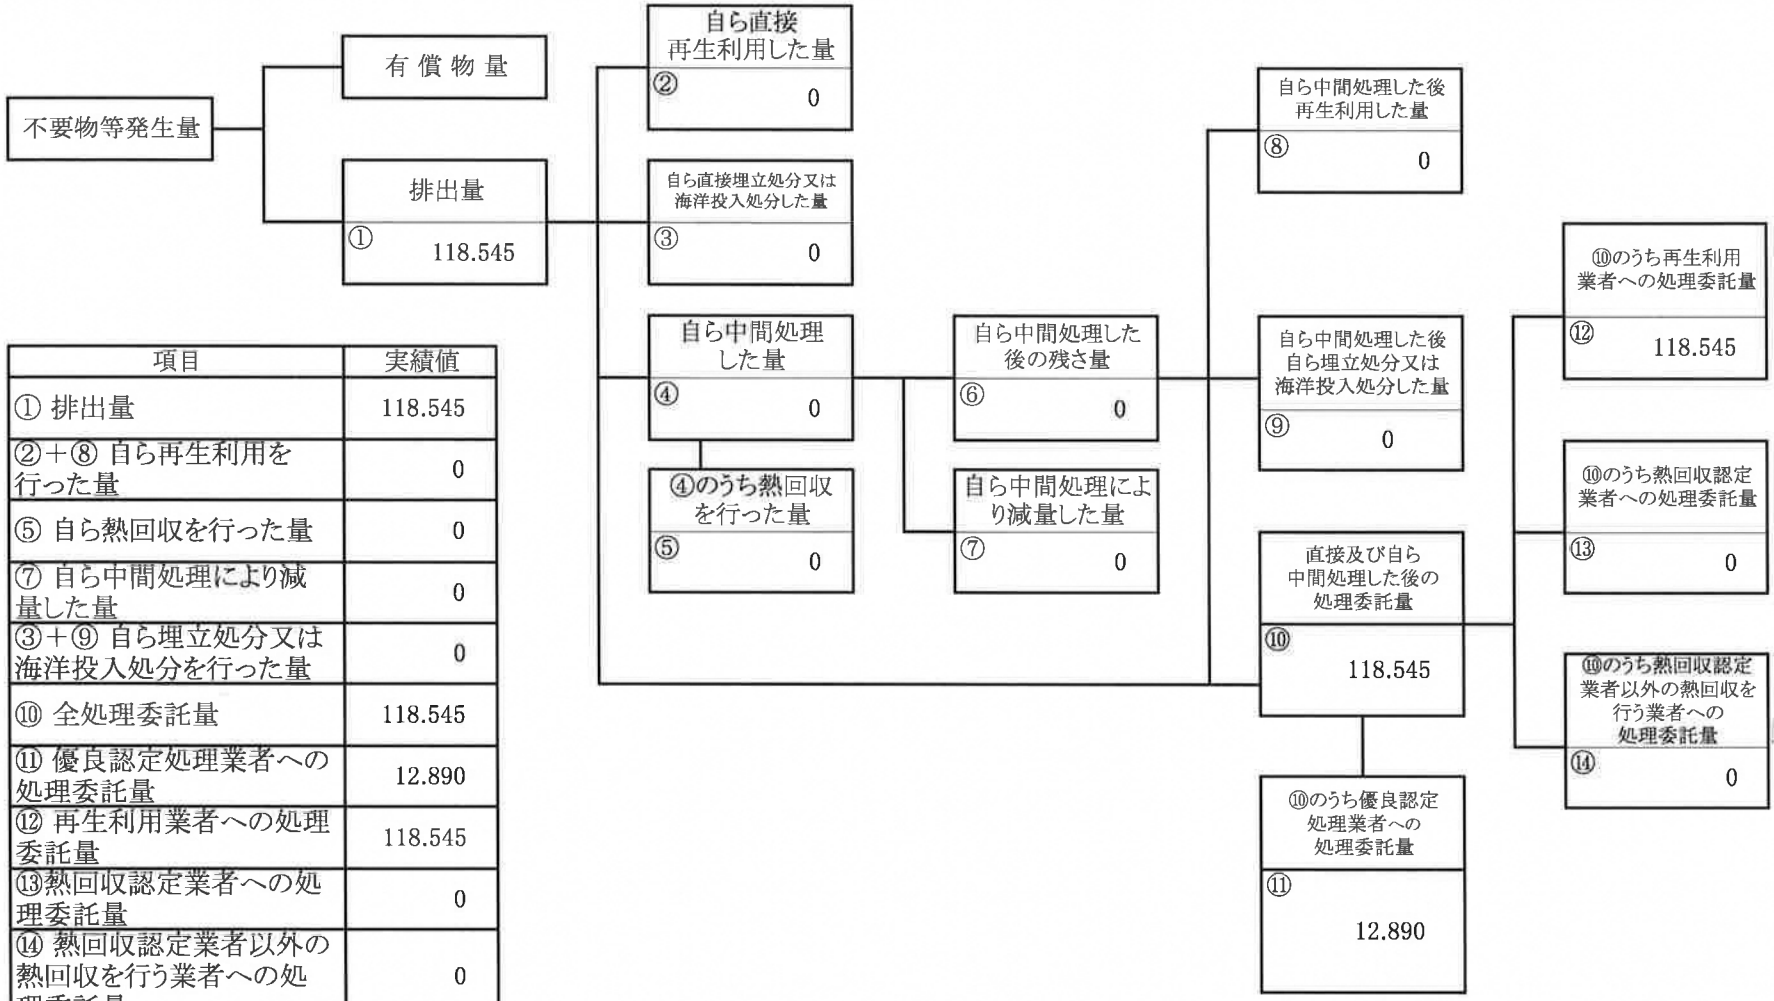 不要物等発生量
有償物量
排出量
①
118.545
自ら直接
再生利用した量
②
0
自ら直接埋立処分又は
海洋投入処分した量
③
0
自ら中間処理
した量
④
0
④のうち熱回収
を行った量
⑤
0
自ら中間処理した
後の残さ量
⑥
0
自ら中間処理によ
り減量した量
⑦
0
自ら中間処理した後
再生利用した量
⑧
0
自ら中間処理した後
自ら埋立処分又は
海洋投入処分した量
⑨
0
直接及び自ら
中間処理した後の
処理委託量
⑩
118.545
⑩のうち優良認定
処理業者への
処理委託量
⑪
12.890
⑩のうち再生利用
業者への処理委託量
⑫
118.545
⑩のうち熱回収認定
業者への処理委託量
⑬
0
⑩のうち熱回収認定
業者以外の熱回収を
行う業者への
処理委託量
⑭
0
項目 実績値
① 排出量 118.545
②+⑧ 自ら再生利用を
行った量 0
⑤ 自ら熱回収を行った量 0
⑦ 自ら中間処理により減
量した量 0
③+⑨ 自ら埋立処分又は
海洋投入処分を行った量 0
⑩ 全処理委託量 118.545
⑪ 優良認定処理業者への
処理委託量 12.890
⑫ 再生利用業者への処理
委託量 118.545
⑬熱回収認定業者への処
理委託量 0
⑭ 熱回収認定業者以外の
熱回収を行う業者への処 0
理委託量